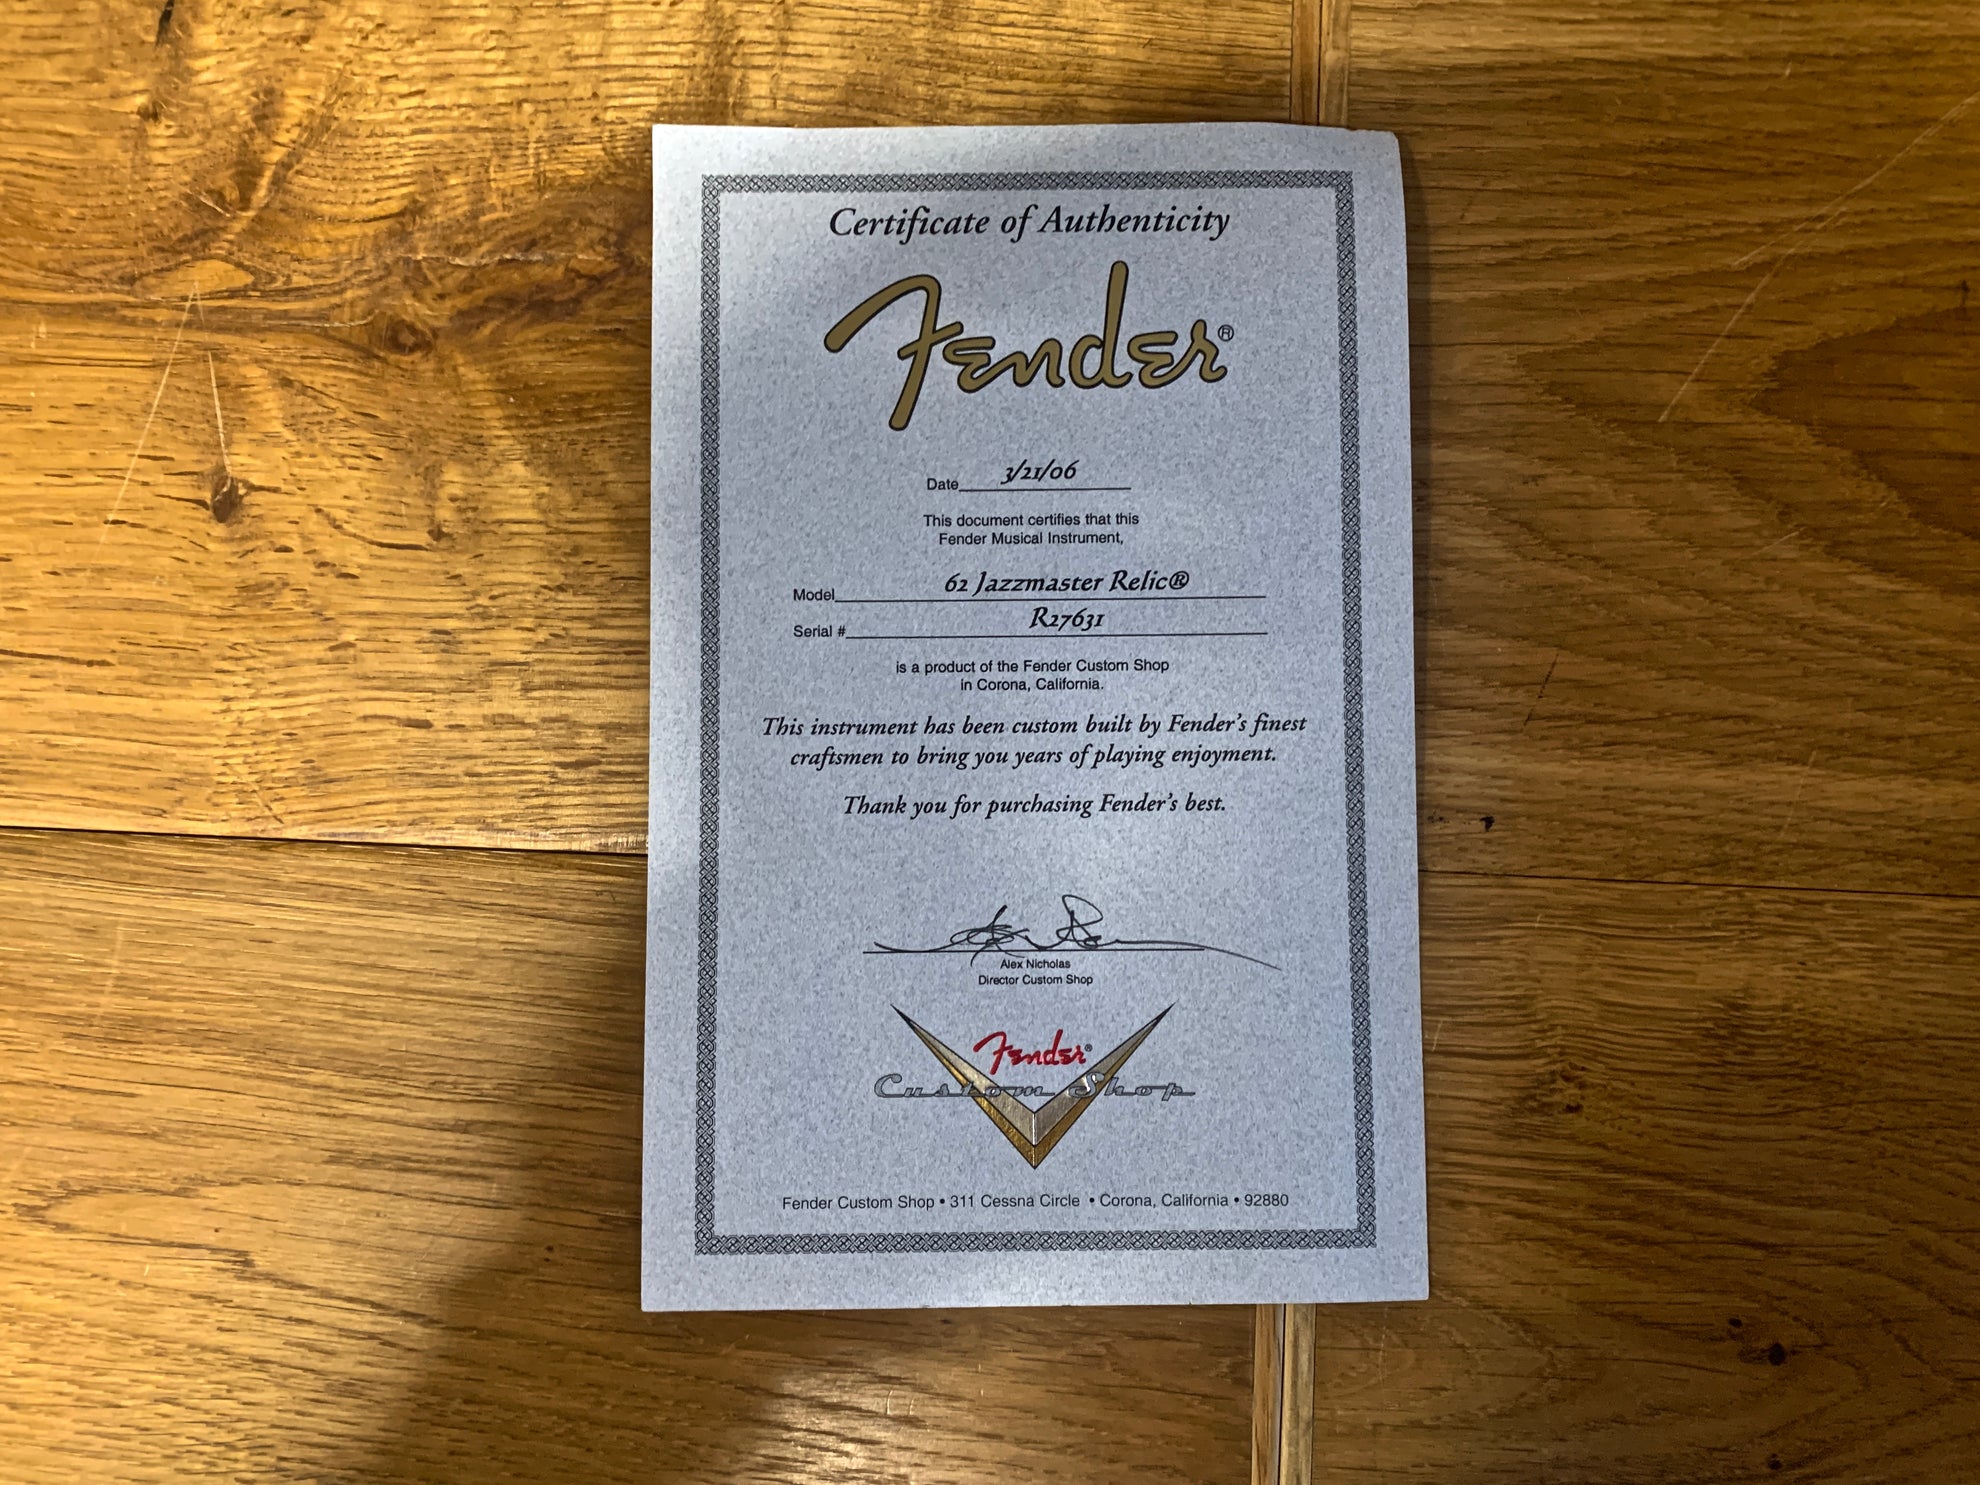 Certificate of Authenticity
Fender®
Date 3/21/06
This document certifies that this
Fender Musical Instrument,
Model 62 Jazzmaster Relic®
Serial # R27631
is a product of the Fender Custom Shop
in Corona, California.
This instrument has been custom built by Fender's finest
craftsmen to bring you years of playing enjoyment.
Thank you for purchasing Fender's best.
Alex Nicholas
Director Custom Shop
Fender®
Custom Shop
Fender Custom Shop • 311 Cessna Circle • Corona, California • 92880